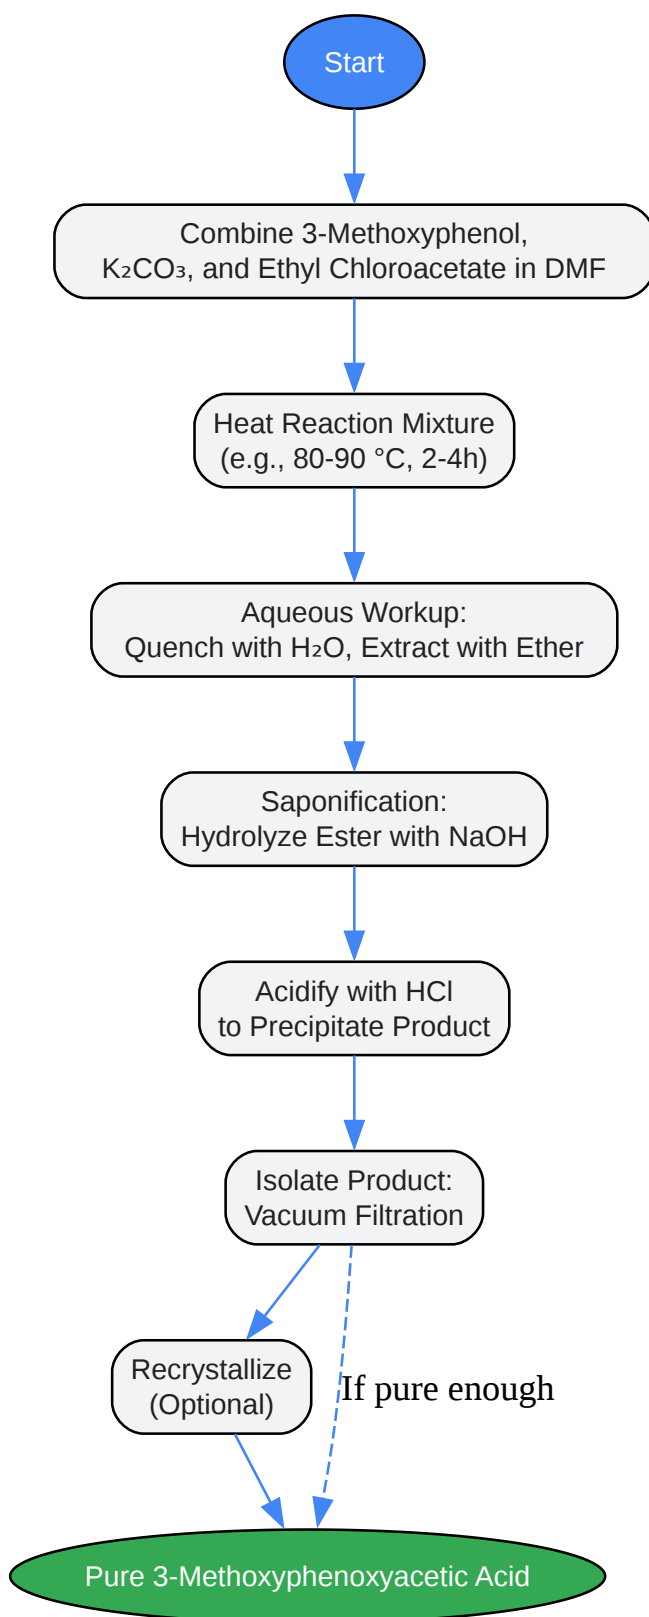 Start
Combine 3-Methoxyphenol,
K₂CO₃, and Ethyl Chloroacetate in DMF
Heat Reaction Mixture
(e.g., 80-90 °C, 2-4h)
Aqueous Workup:
Quench with H₂O, Extract with Ether
Saponification:
Hydrolyze Ester with NaOH
Acidify with HCl
to Precipitate Product
Isolate Product:
Vacuum Filtration
Recrystallize
(Optional)
If pure enough
Pure 3-Methoxyphenoxyacetic Acid